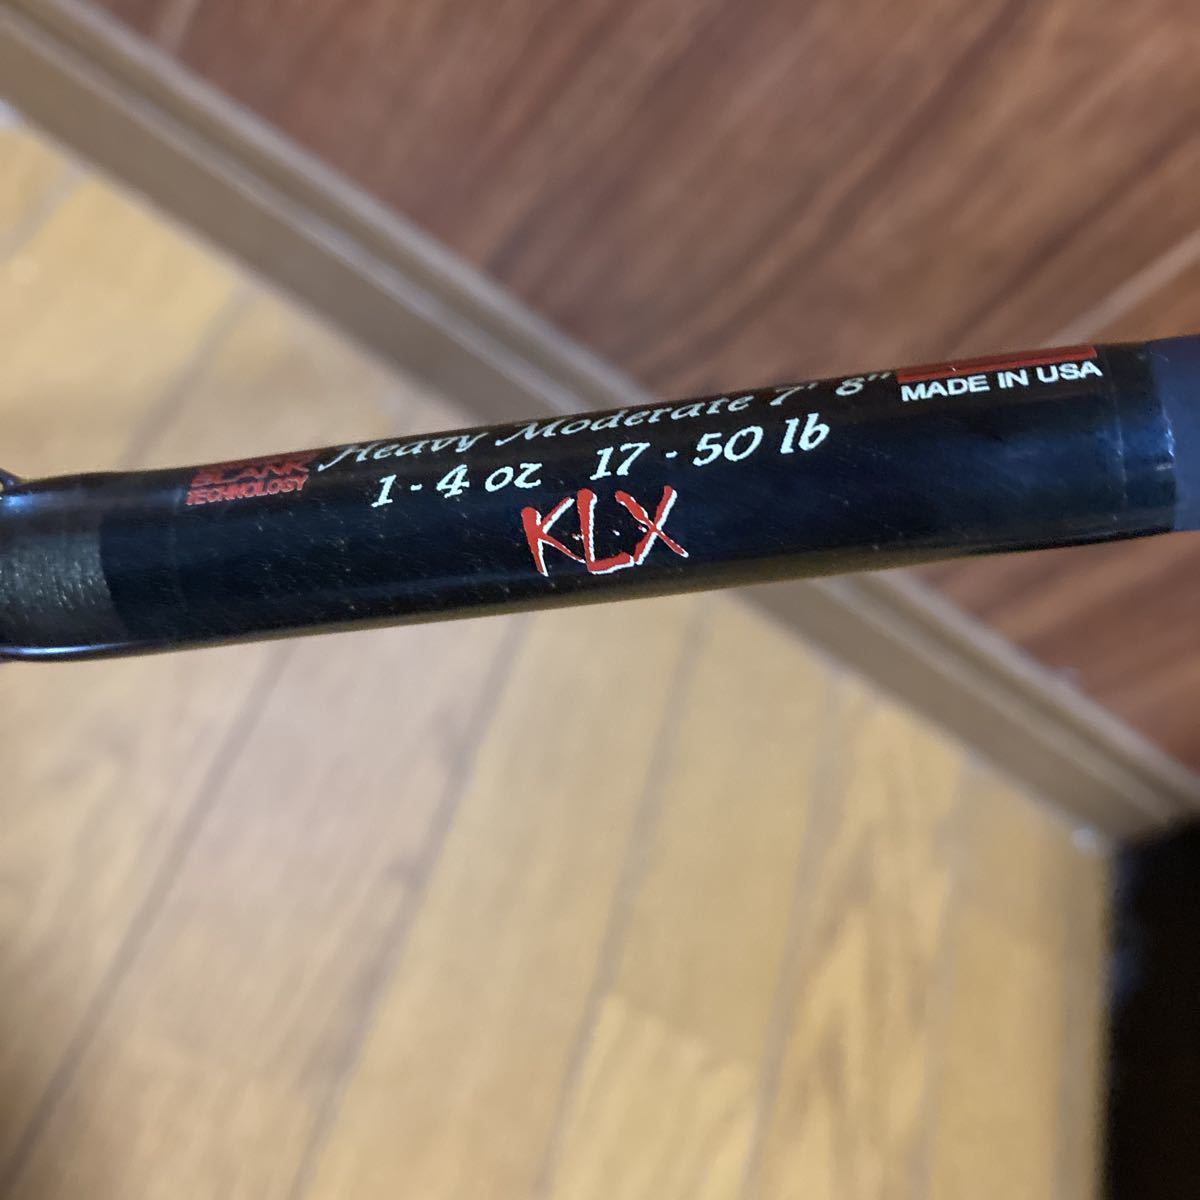 BLANK
TECHNOLOGY
Heavy Moderate 7' 8"
1 - 4 oz 17 - 50 lb
KLX
MADE IN USA